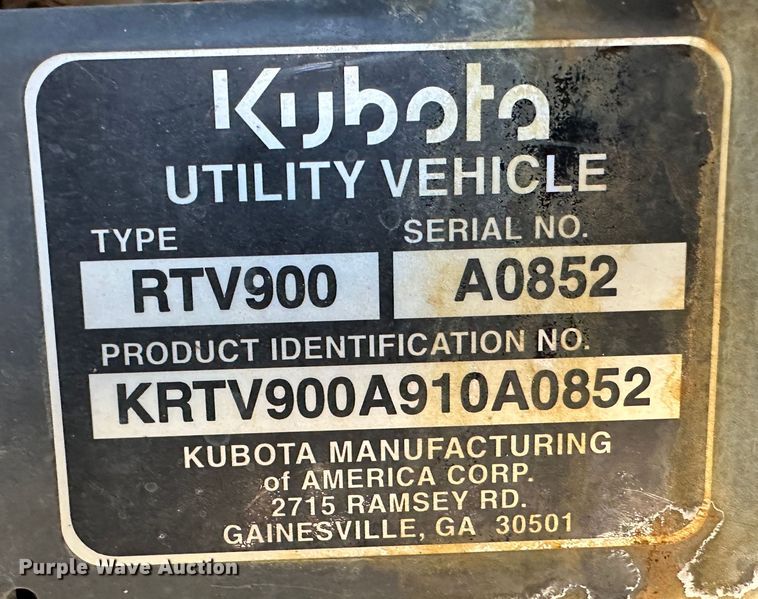 Kubota
UTILITY VEHICLE
TYPE SERIAL NO.
RTV900 A0852
PRODUCT IDENTIFICATION NO.
KRTV900A910A0852
KUBOTA MANUFACTURING
of AMERICA CORP.
2715 RAMSEY RD.
GAINESVILLE, GA 30501
Purple Wave Auction